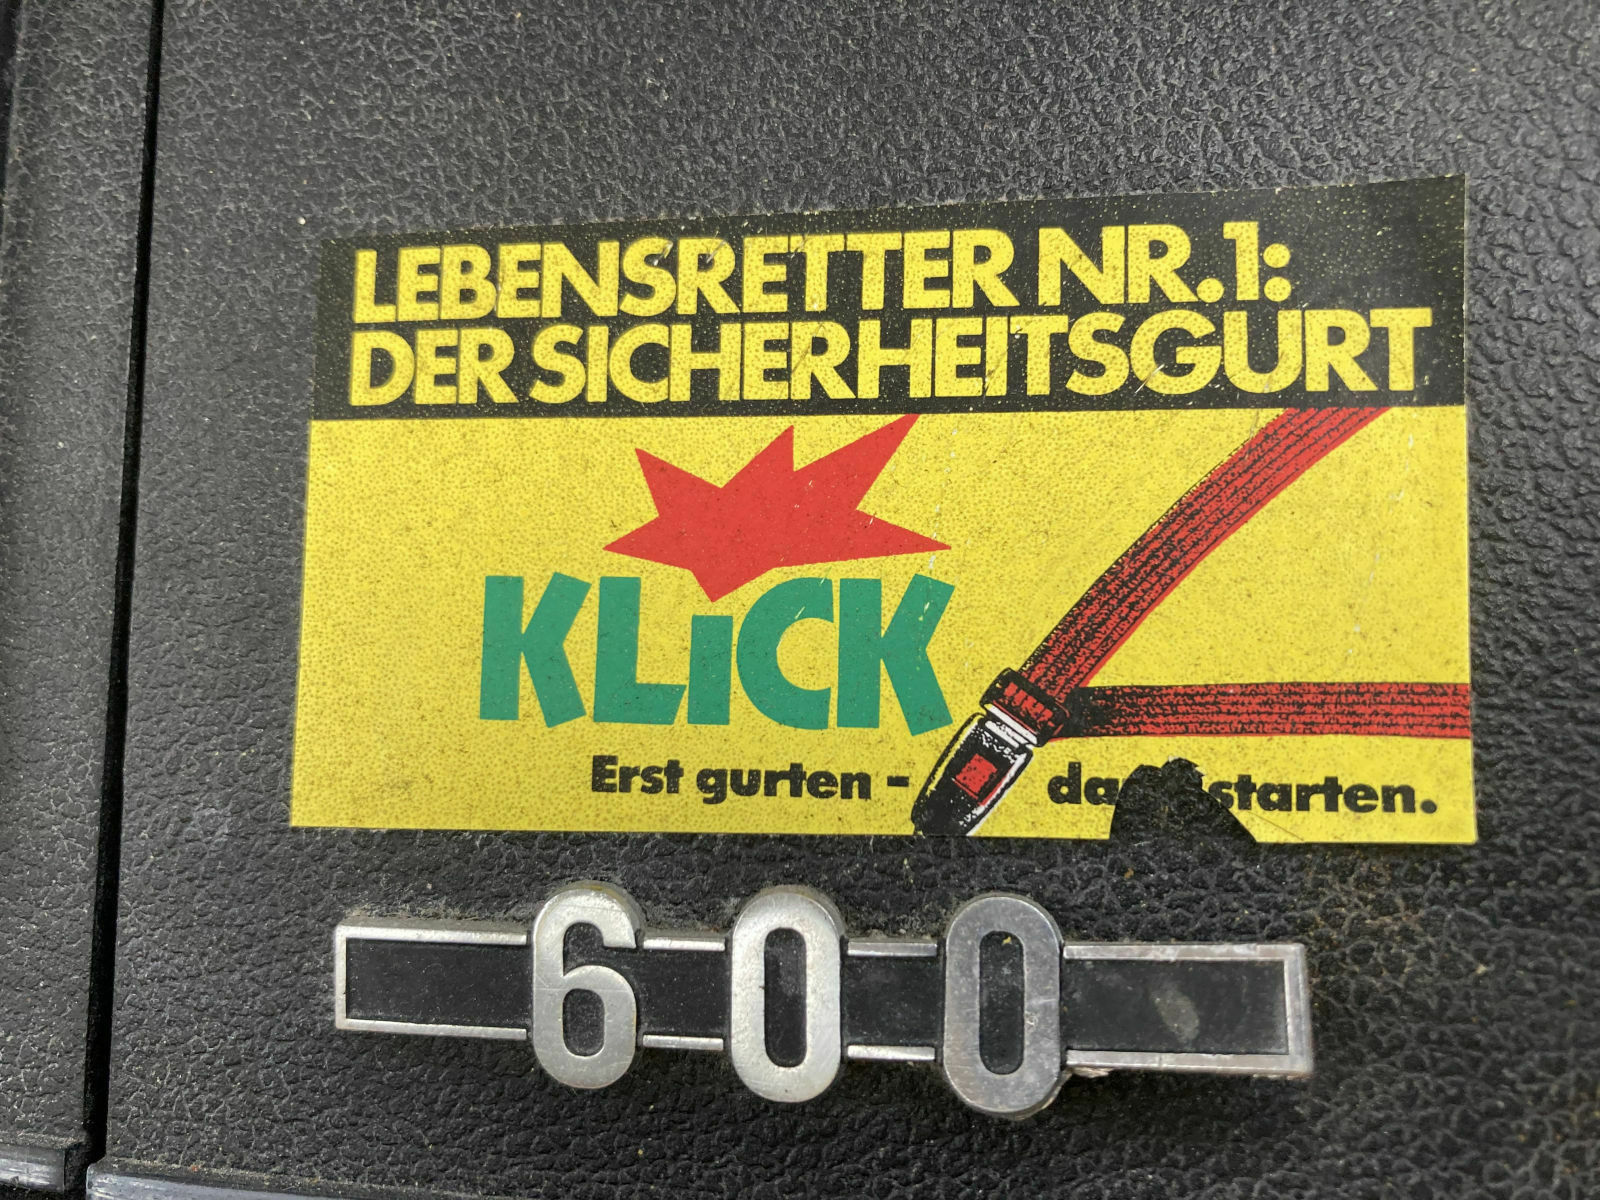 LEBENSRETTER NR.1:
DER SICHERHEITSGURT
KLiCK
Erst gurten - starten.
600